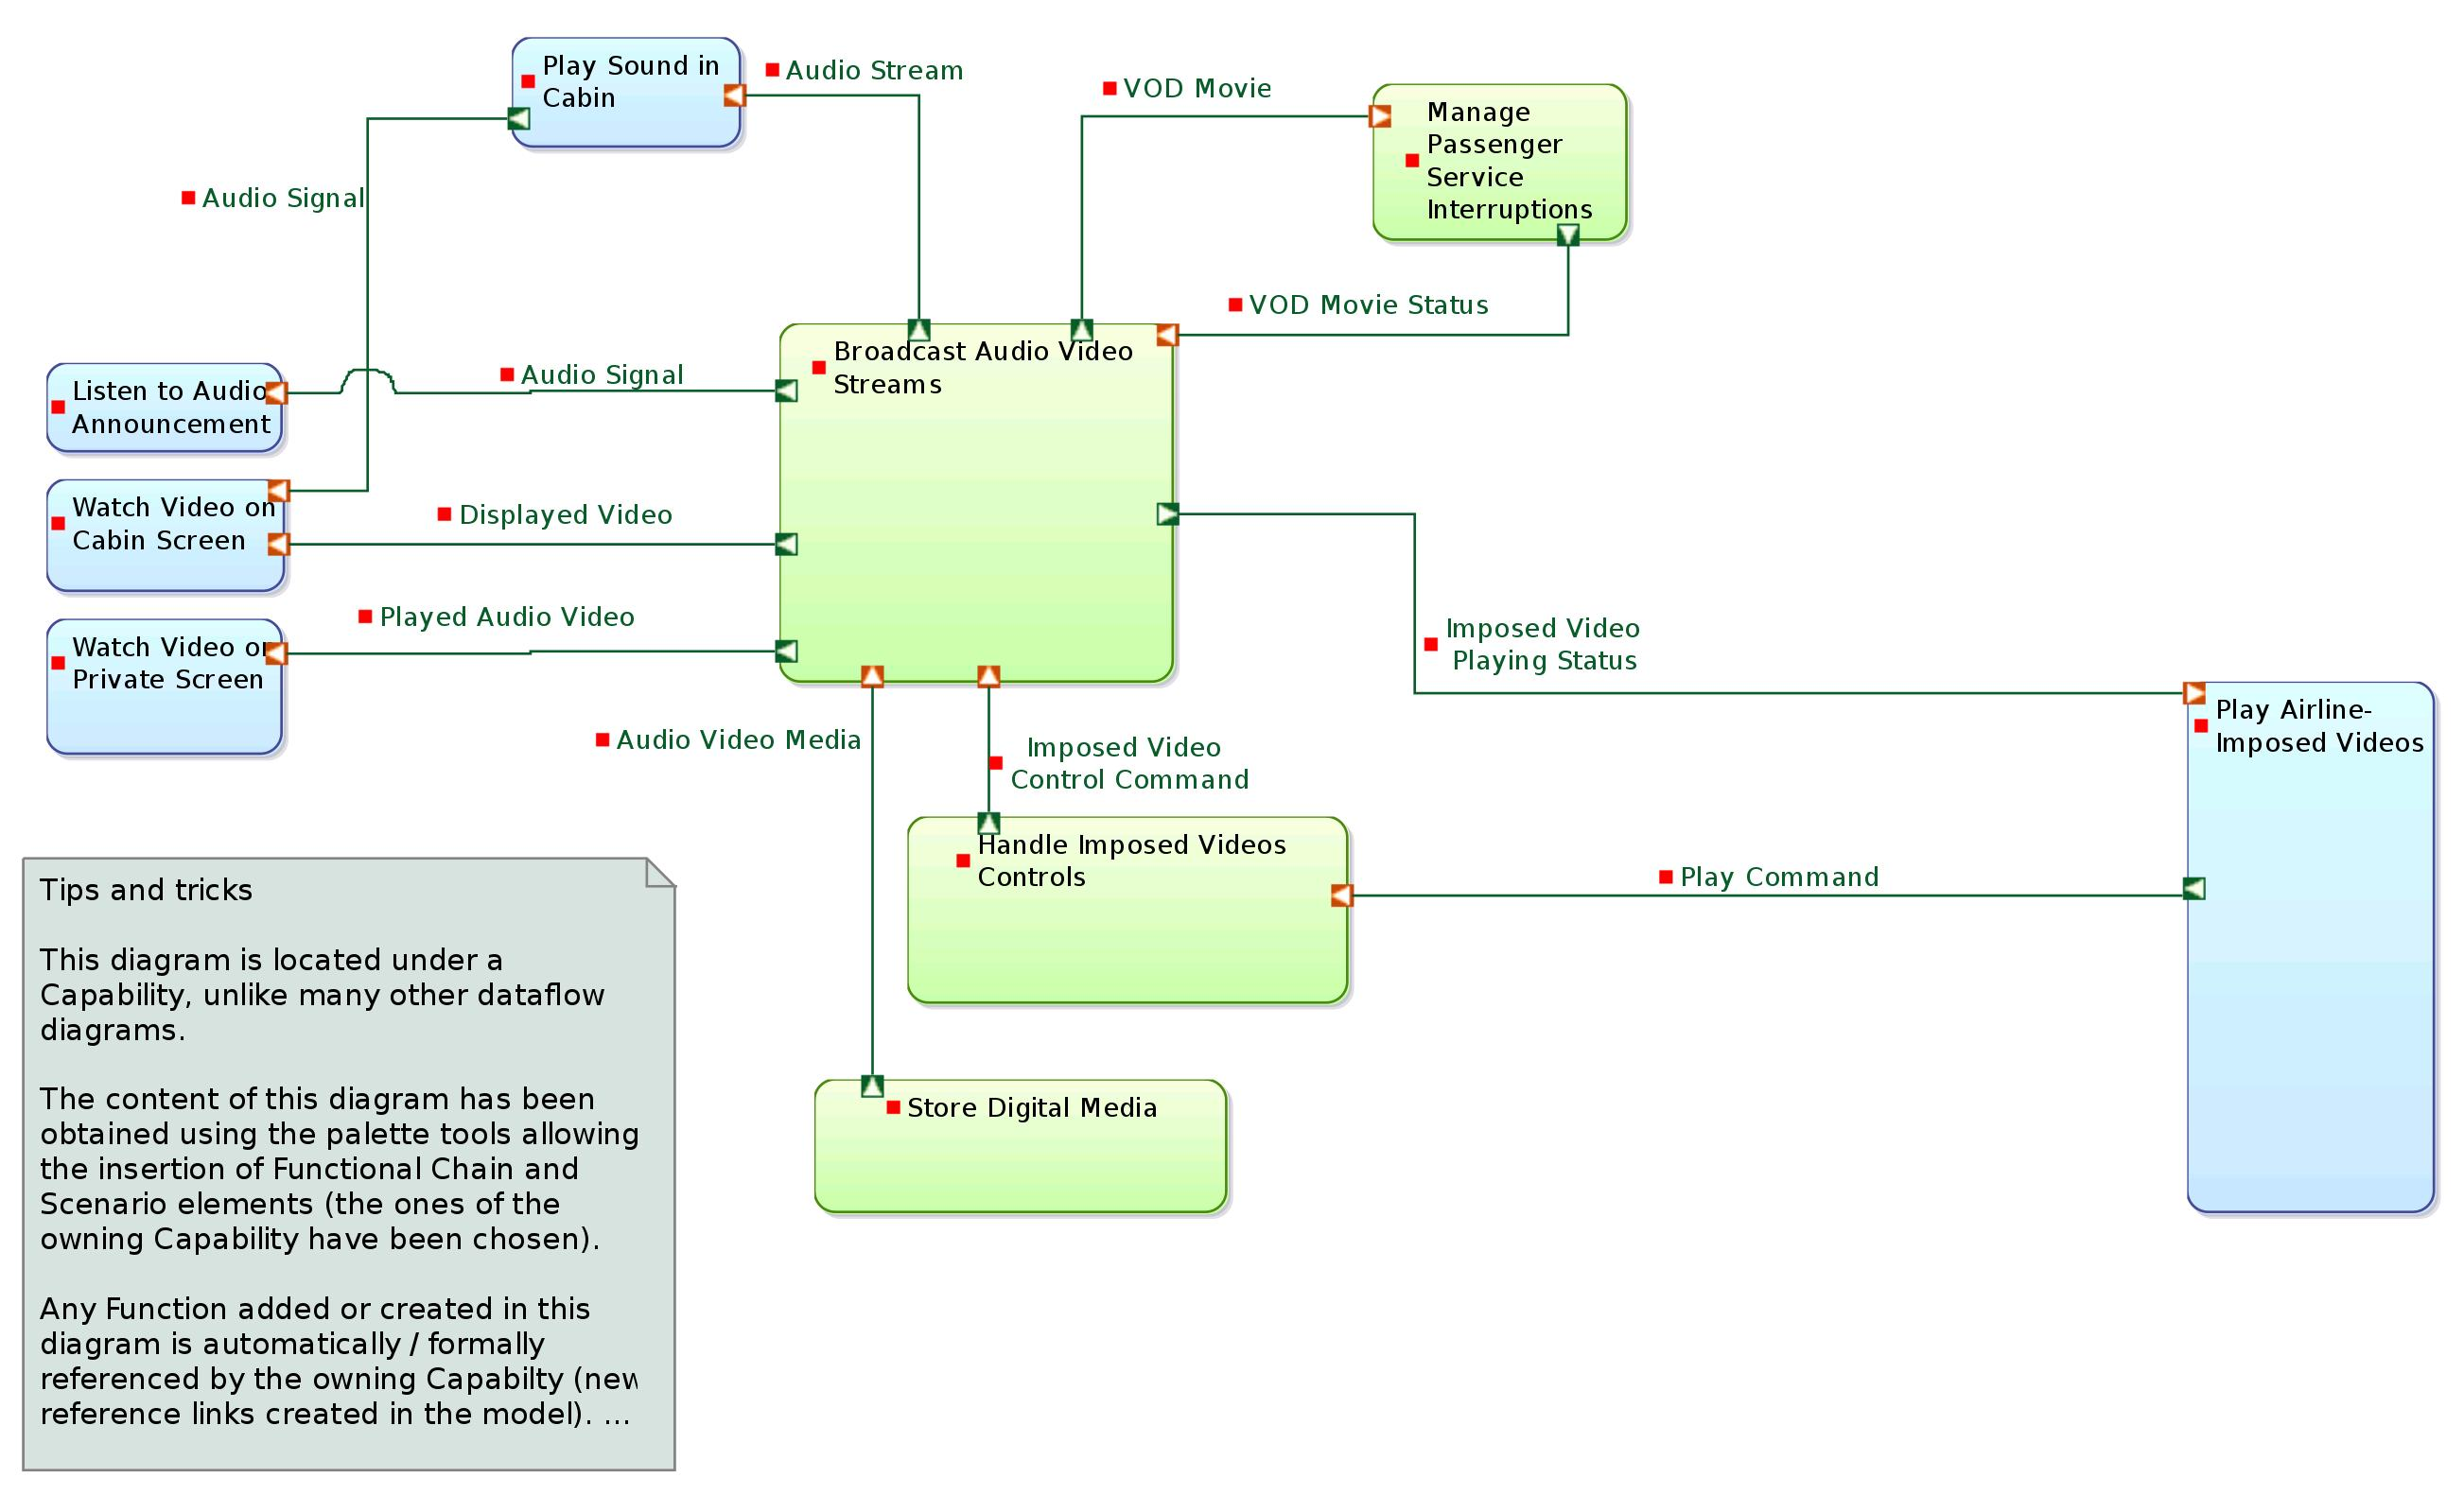 Play Sound in
Cabin
Audio Stream
VOD Movie
Manage
Passenger
Service
Interruptions
Audio Signal
VOD Movie Status
Broadcast Audio Video
Streams
Audio Signal
Listen to Audio
Announcement
Watch Video on
Cabin Screen
Displayed Video
Played Audio Video
Watch Video on
Private Screen
Imposed Video
Playing Status
Play Airline-
Imposed Videos
Audio Video Media
Imposed Video
Control Command
Handle Imposed Videos
Controls
Play Command
Store Digital Media
Tips and tricks
This diagram is located under a
Capability, unlike many other dataflow
diagrams.
The content of this diagram has been
obtained using the palette tools allowing
the insertion of Functional Chain and
Scenario elements (the ones of the
owning Capability have been chosen).
Any Function added or created in this
diagram is automatically / formally
referenced by the owning Capabilty (new
reference links created in the model). ...